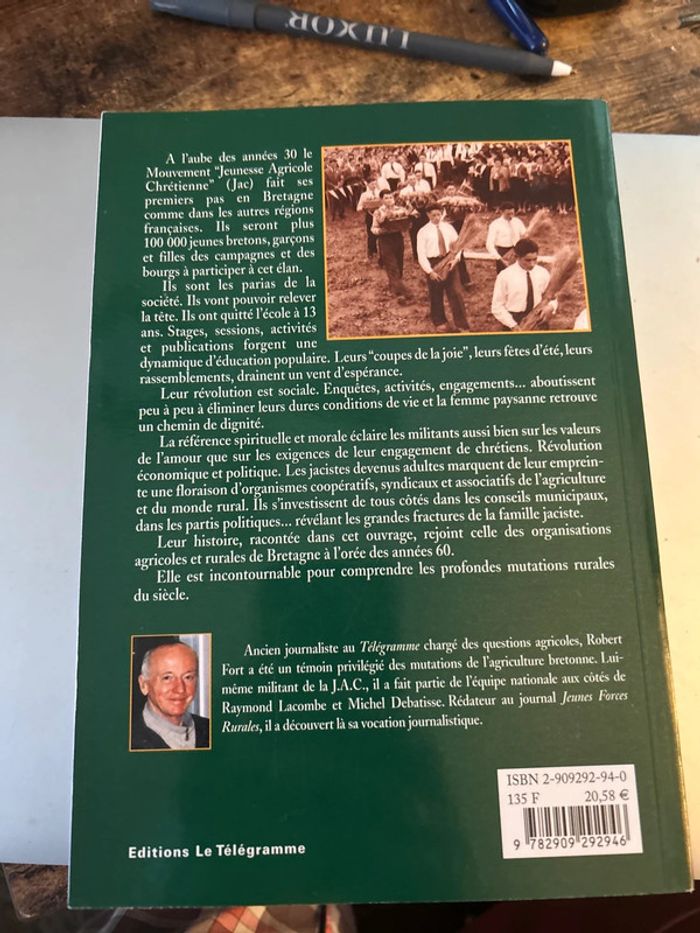 LUXOR
A l'aube des années 30 le
Mouvement "Jeunesse Agricole
Chrétienne" (Jac) fait ses
premiers pas en Bretagne
comme dans les autres régions
françaises. Ils seront plus
100 000 jeunes bretons, garçons
et filles des campagnes et des
bourgs à participer à cet élan.
Ils sont les parias de la
société. Ils vont pouvoir relever
la tête. Ils ont quitté l'école à 13
ans. Stages, sessions, activités
et publications forgent une
dynamique d'éducation populaire. Leurs "coupes de la joie", leurs fêtes d'été, leurs
rassemblements, drainent un vent d'espérance.
Leur révolution est sociale. Enquêtes, activités, engagements... aboutissent
peu à peu à éliminer leurs dures conditions de vie et la femme paysanne retrouve
un chemin de dignité.
La référence spirituelle et morale éclaire les militants aussi bien sur les valeurs
de l'amour que sur les exigences de leur engagement de chrétiens. Révolution
économique et politique. Les jacistes devenus adultes marquent de leur emprein-
te une floraison d'organismes coopératifs, syndicaux et associatifs de l'agriculture
et du monde rural. Ils s'investissent de tous côtés dans les conseils municipaux,
dans les partis politiques... révélant les grandes fractures de la famille jaciste.
Leur histoire, racontée dans cet ouvrage, rejoint celle des organisations
agricoles et rurales de Bretagne à l'orée des années 60.
Elle est incontournable pour comprendre les profondes mutations rurales
du siècle.
Ancien journaliste au Télégramme chargé des questions agricoles, Robert
Fort a été un témoin privilégié des mutations de l'agriculture bretonne. Lui-
même militant de la J.A.C., il a fait partie de l'équipe nationale aux côtés de
Raymond Lacombe et Michel Debatisse. Rédateur au journal Jeunes Forces
Rurales, il a découvert là sa vocation journalistique.
ISBN 2-909292-94-0
135 F 20,58 €
9 782909 292946
Editions Le Télégramme